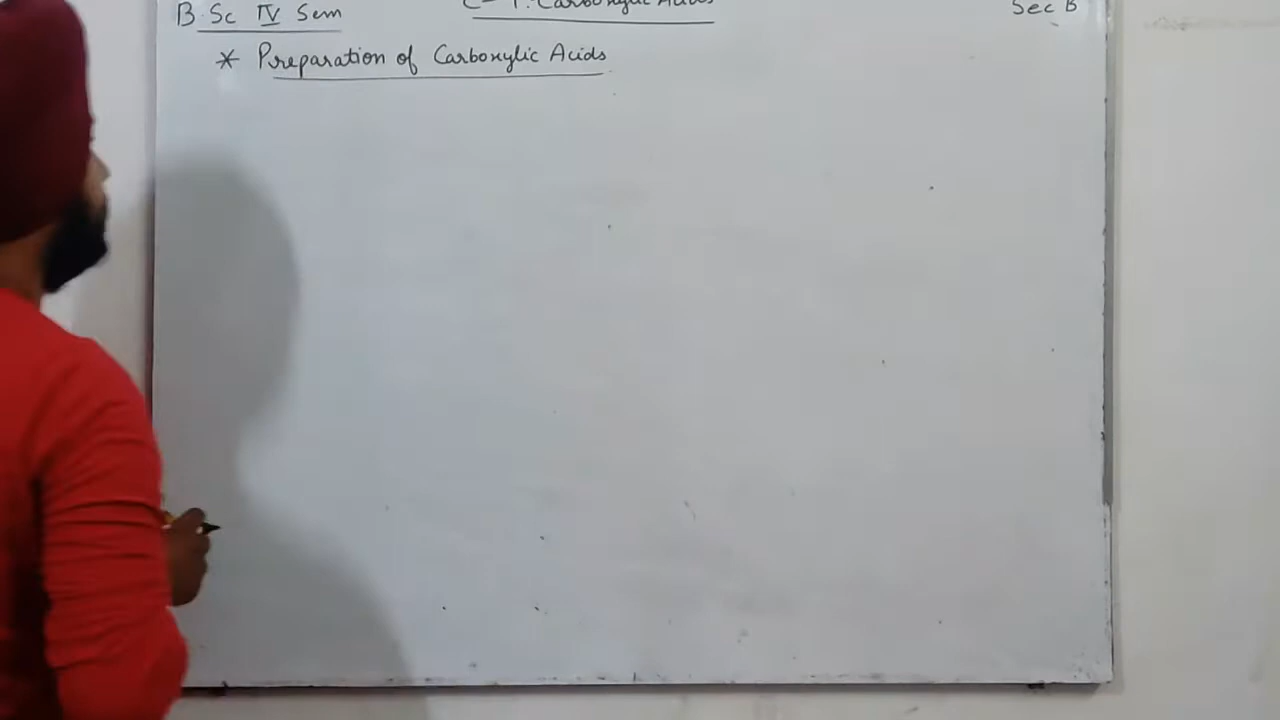 B.Sc IV Sem C-1: Carboxylic Acids Sec B
* Preparation of Carboxylic Acids